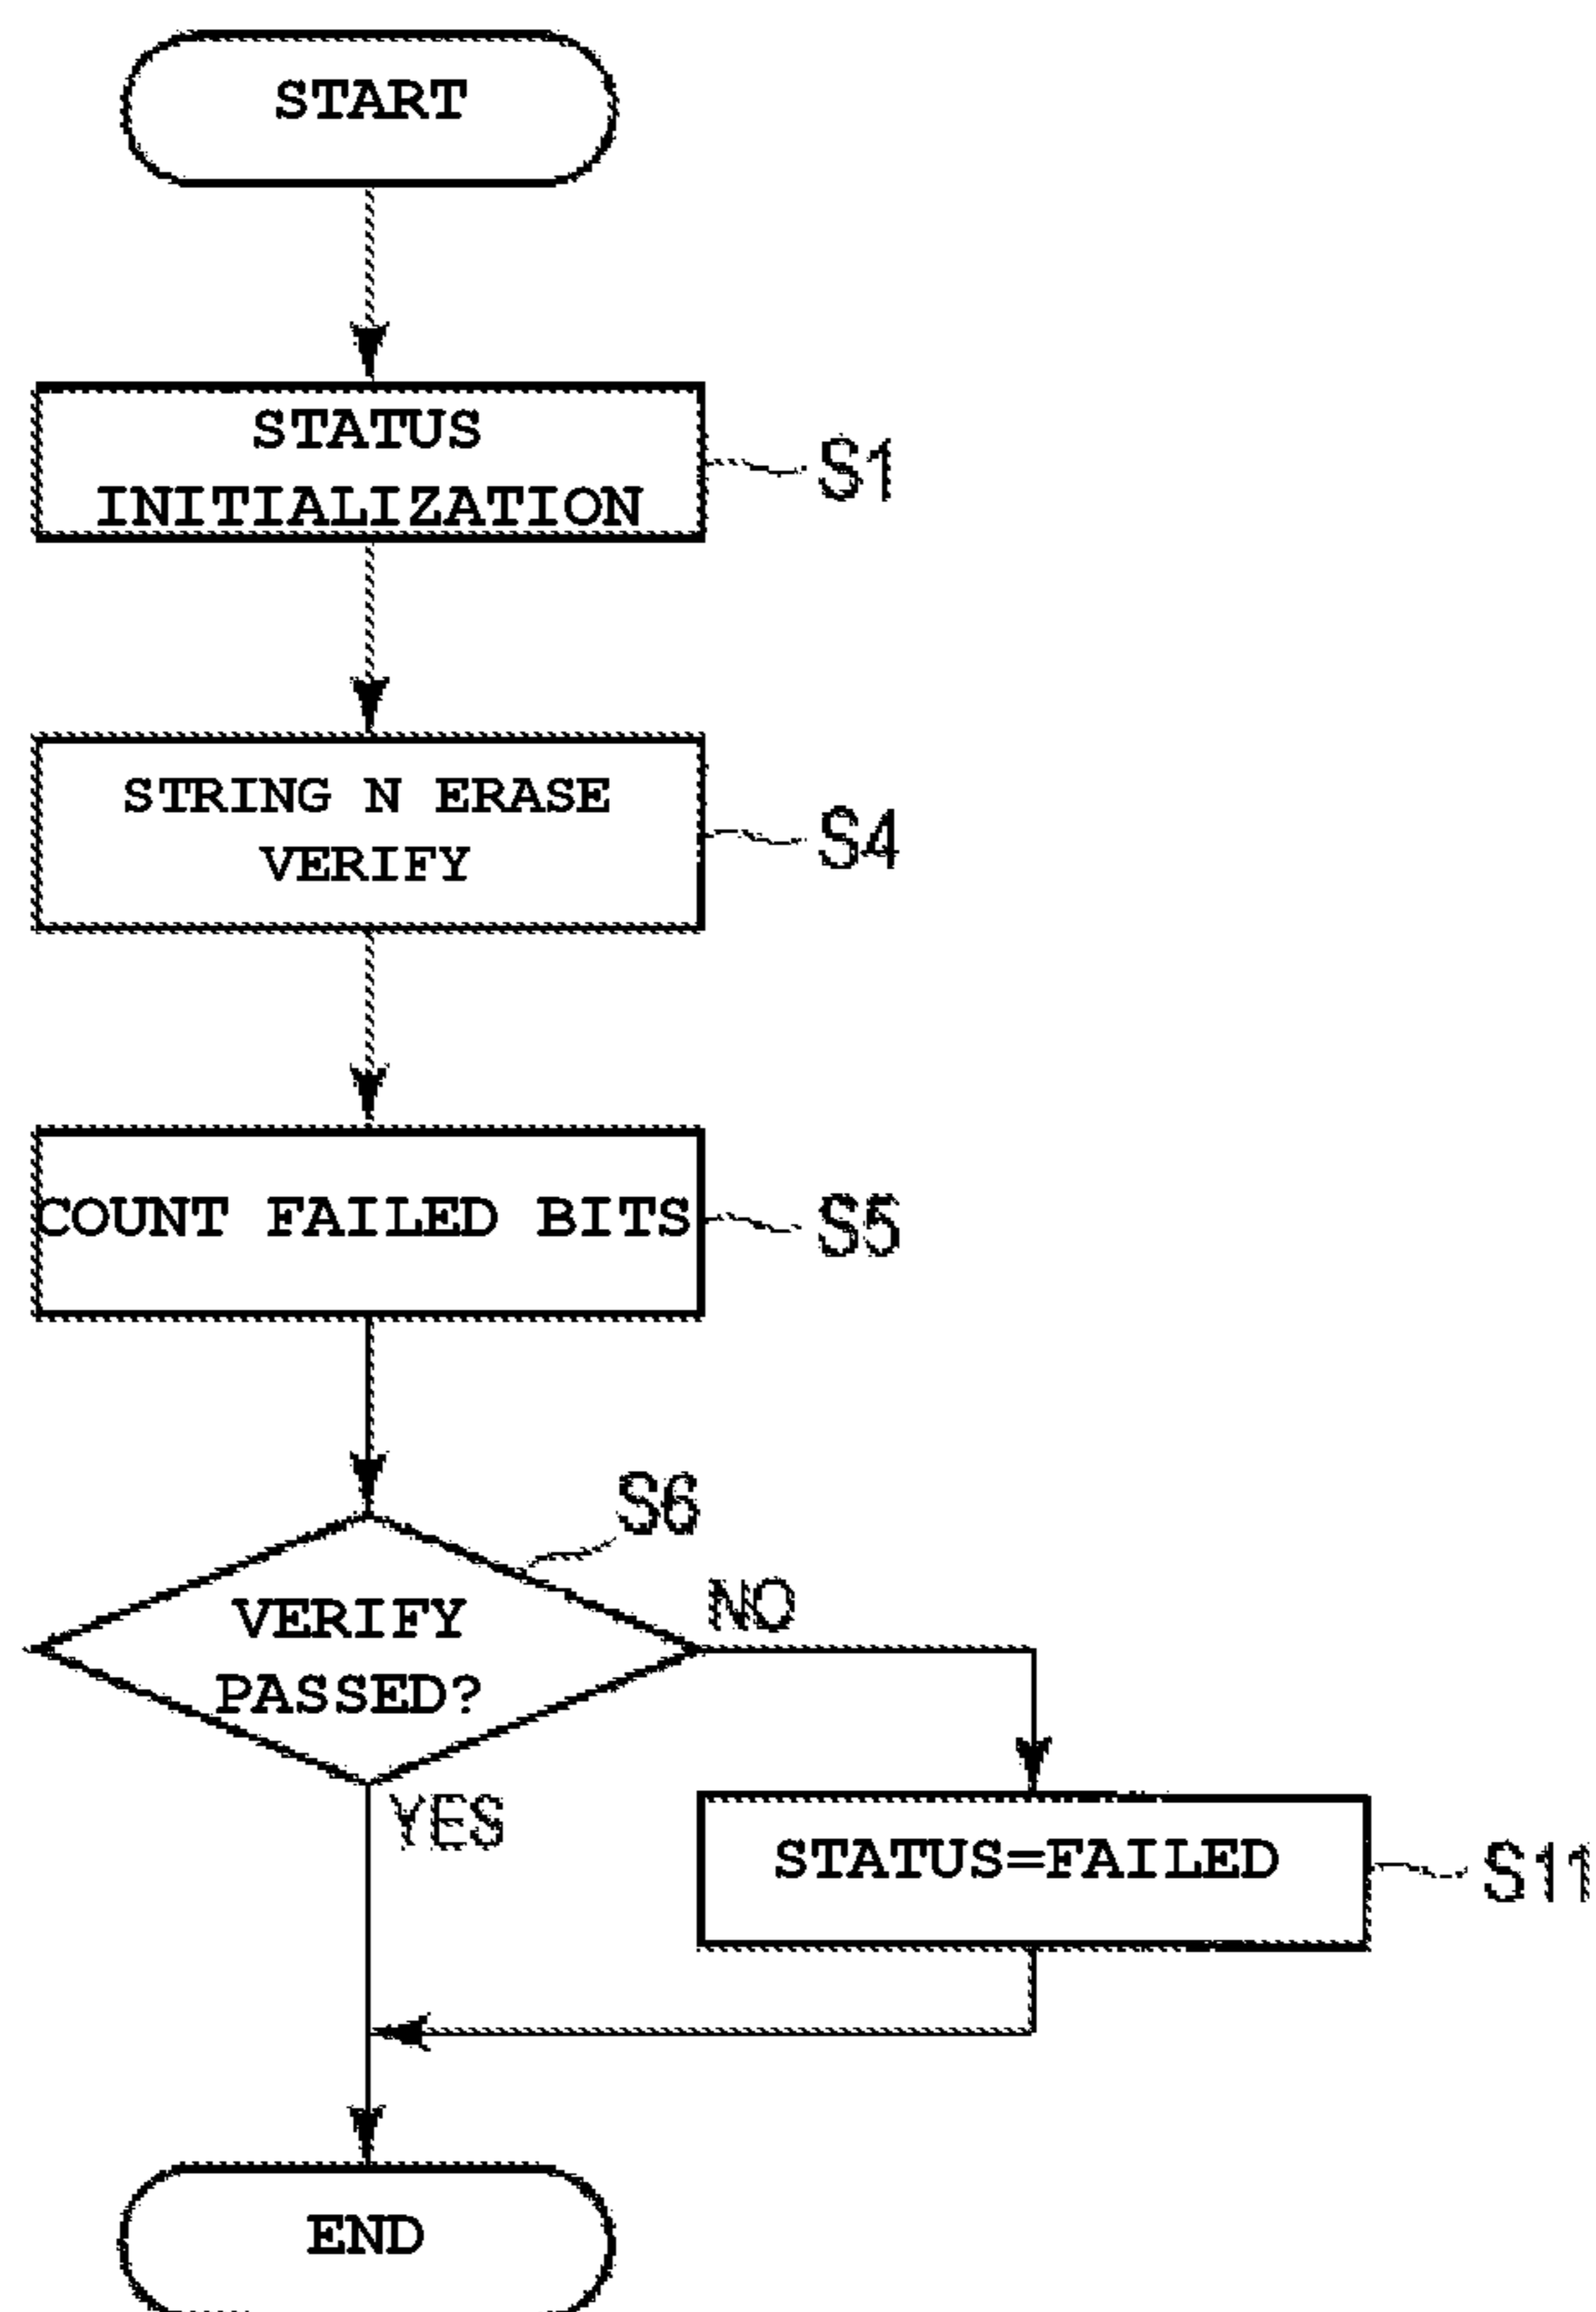 START
STATUS
INITIALIZATION
S1
STRING N ERASE
VERIFY
S4
COUNT FAILED BITS
S5
S6
VERIFY
PASSED?
NO
YES
STATUS=FAILED
S11
END